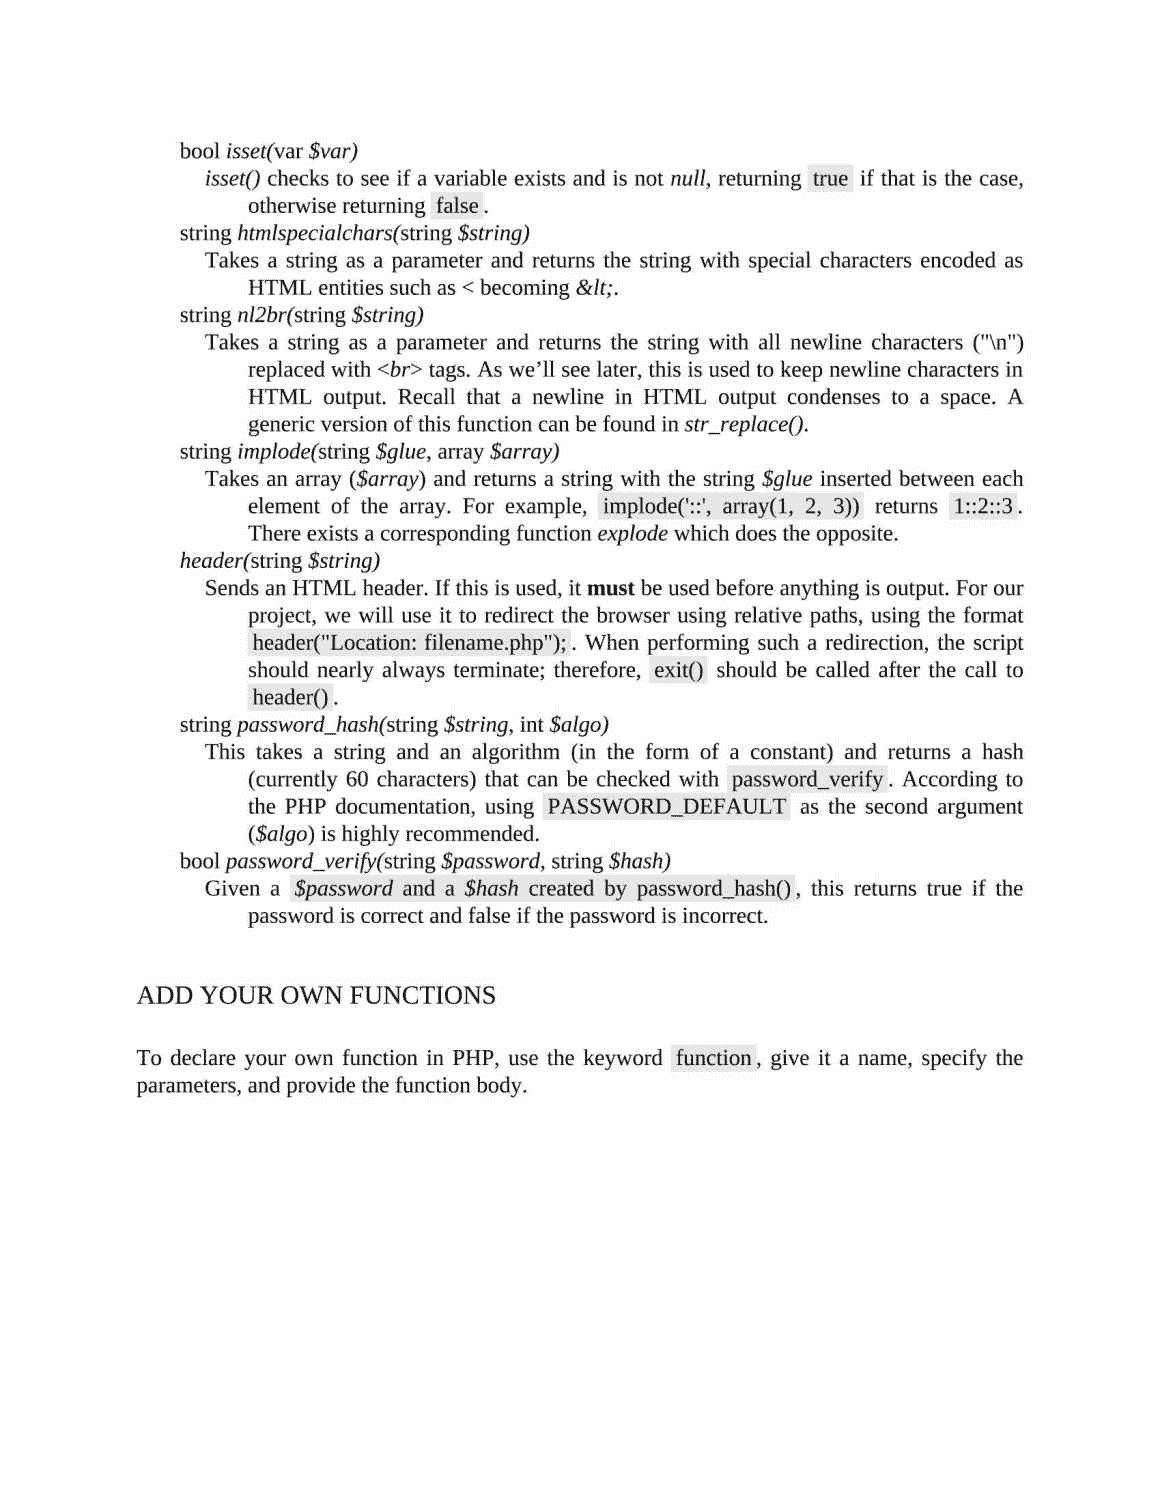 bool isset(var $var)
isset() checks to see if a variable exists and is not null, returning true if that is the case,
otherwise returning false.
string htmlspecialchars(string $string)
Takes a string as a parameter and returns the string with special characters encoded as
HTML entities such as < becoming &lt;.
string nl2br(string $string)
Takes a string as a parameter and returns the string with all newline characters ("\n")
replaced with <br> tags. As we’ll see later, this is used to keep newline characters in
HTML output. Recall that a newline in HTML output condenses to a space. A
generic version of this function can be found in str_replace().
string implode(string $glue, array $array)
Takes an array ($array) and returns a string with the string $glue inserted between each
element of the array. For example, implode('::', array(1, 2, 3)) returns 1::2::3.
There exists a corresponding function explode which does the opposite.
header(string $string)
Sends an HTML header. If this is used, it must be used before anything is output. For our
project, we will use it to redirect the browser using relative paths, using the format
header("Location: filename.php");. When performing such a redirection, the script
should nearly always terminate; therefore, exit() should be called after the call to
header().
string password_hash(string $string, int $algo)
This takes a string and an algorithm (in the form of a constant) and returns a hash
(currently 60 characters) that can be checked with password_verify. According to
the PHP documentation, using PASSWORD_DEFAULT as the second argument
($algo) is highly recommended.
bool password_verify(string $password, string $hash)
Given a $password and a $hash created by password_hash(), this returns true if the
password is correct and false if the password is incorrect.
ADD YOUR OWN FUNCTIONS
To declare your own function in PHP, use the keyword function, give it a name, specify the
parameters, and provide the function body.